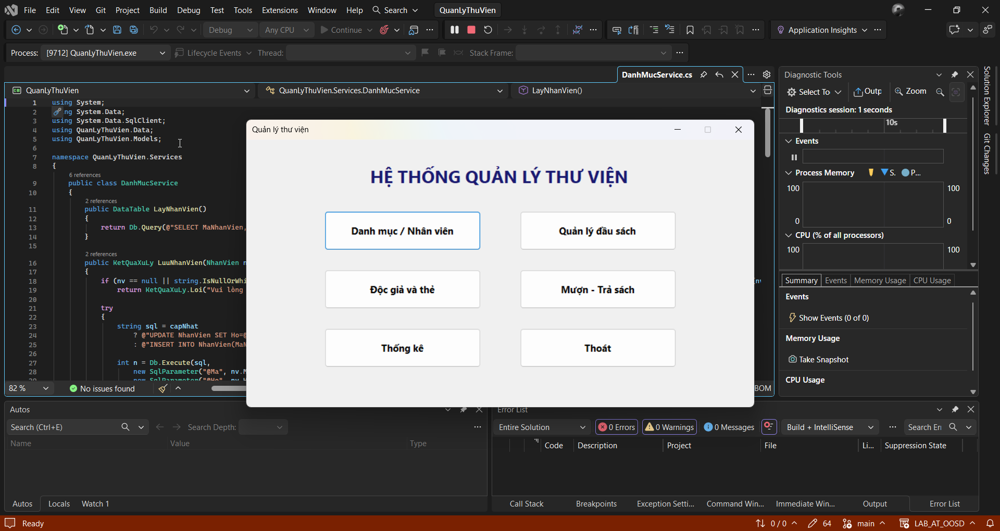 File Edit View Git Project Build Debug Test Tools Extensions Window Help Search QuanLyThuVien
Debug Any CPU Continue Application Insights
Process: [9712] QuanLyThuVien.exe Lifecycle Events Thread: Stack Frame:
DanhMucService.cs
QuanLyThuVien QuanLyThuVien.Services.DanhMucService LayNhanVien()
1 using System;
2 ng System.Data;
3 using System.Data.SqlClient;
4 using QuanLyThuVien.Data;
5 using QuanLyThuVien.Models;
6
7 namespace QuanLyThuVien.Services
8 {
6 references
9 public class DanhMucService
10 {
2 references
11 public DataTable LayNhanVien()
12 {
13 return Db.Query(@"SELECT MaNhanVien,
14 }
15
2 references
16 public KetQuaXuLy LuuNhanVien(NhanVien n
17 {
18 if (nv == null || string.IsNullOrWhi
19 return KetQuaXuLy.Loi("Vui lòng
20
21 try
22 {
23 string sql = capNhat
24 ? @"UPDATE NhanVien SET Ho=@
25 : @"INSERT INTO NhanVien(MaN
26
27 int n = Db.Execute(sql,
28 new SqlParameter("@Ma", nv.M
29 new SqlParameter("@Ho", nv.H
82 % No issues found BOM
Quản lý thư viện
HỆ THỐNG QUẢN LÝ THƯ VIỆN
Danh mục / Nhân viên Quản lý đầu sách
Độc giả và thẻ Mượn - Trả sách
Thống kê Thoát
Diagnostic Tools
Select To Outp Zoom
Diagnostics session: 1 seconds
10s
Events
Process Memory S. P...
100 100
0 0
CPU (% of all processors)
100 100
Summary Events Memory Usage CPU Usage
Events
Show Events (0 of 0)
Memory Usage
Take Snapshot
CPU Usage
Solution Explorer
Git Changes
Autos
Search (Ctrl+E) Search Depth:
Name Value Type
Autos Locals Watch 1
Error List
Entire Solution 0 Errors 0 Warnings 0 Messages Build + IntelliSense Search Er
Code Description Project File Li... Suppression State
Call Stack Breakpoints Exception Setti... Command Win... Immediate Win... Output Error List
Ready 0 / 0 64 main LAB_AT_OOSD